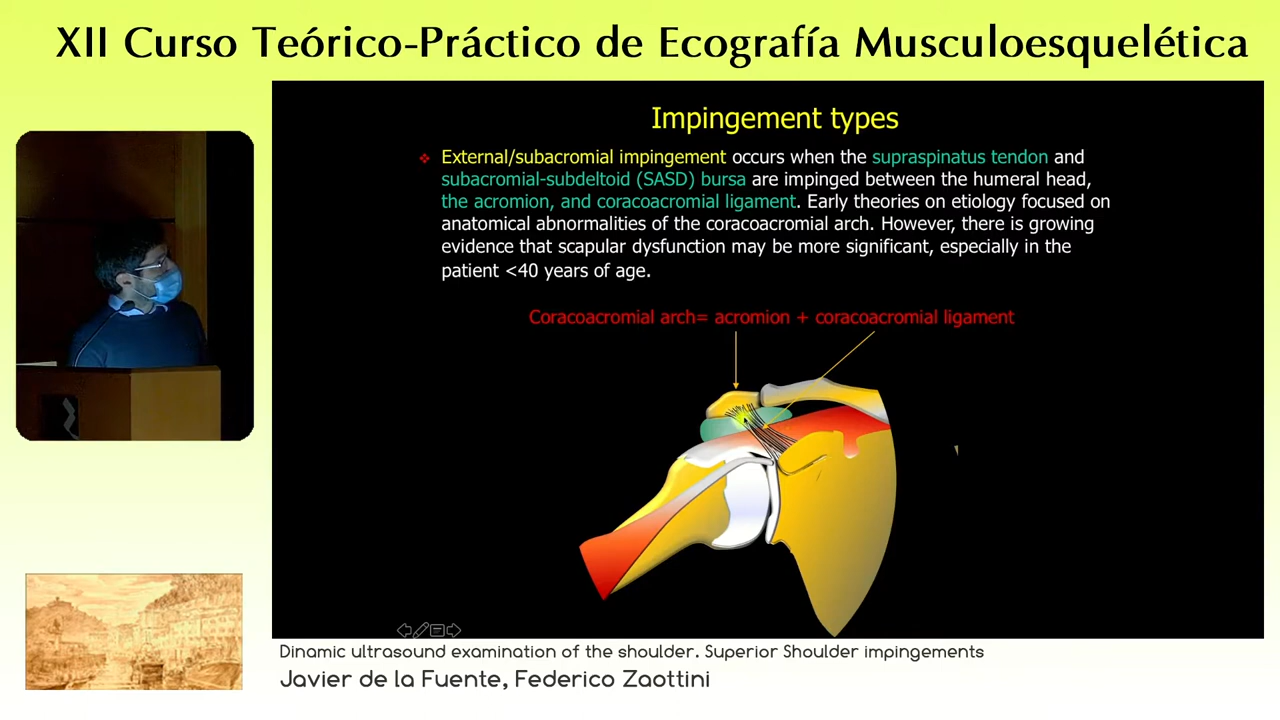 XII Curso Teórico-Práctico de Ecografía Musculoesquelética
Impingement types
External/subacromial impingement occurs when the supraspinatus tendon and
subacromial-subdeltoid (SASD) bursa are impinged between the humeral head,
the acromion, and coracoacromial ligament. Early theories on etiology focused on
anatomical abnormalities of the coracoacromial arch. However, there is growing
evidence that scapular dysfunction may be more significant, especially in the
patient <40 years of age.
Coracoacromial arch= acromion + coracoacromial ligament
Dinamic ultrasound examination of the shoulder. Superior Shoulder impingements
Javier de la Fuente, Federico Zaottini